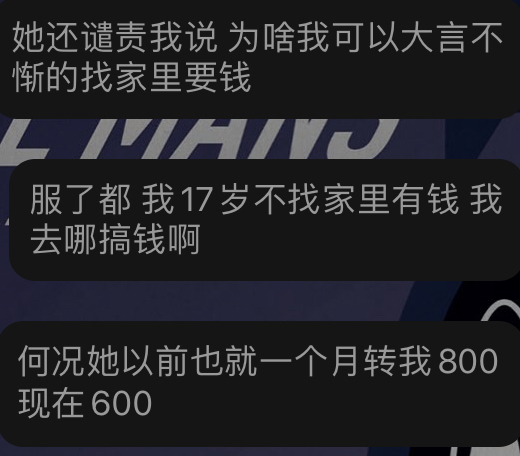 她还谴责我说 为啥我可以大言不
惭的找家里要钱
MANS
服了都 我17岁不找家里有钱 我
去哪搞钱啊
何况她以前也就一个月转我800
现在600